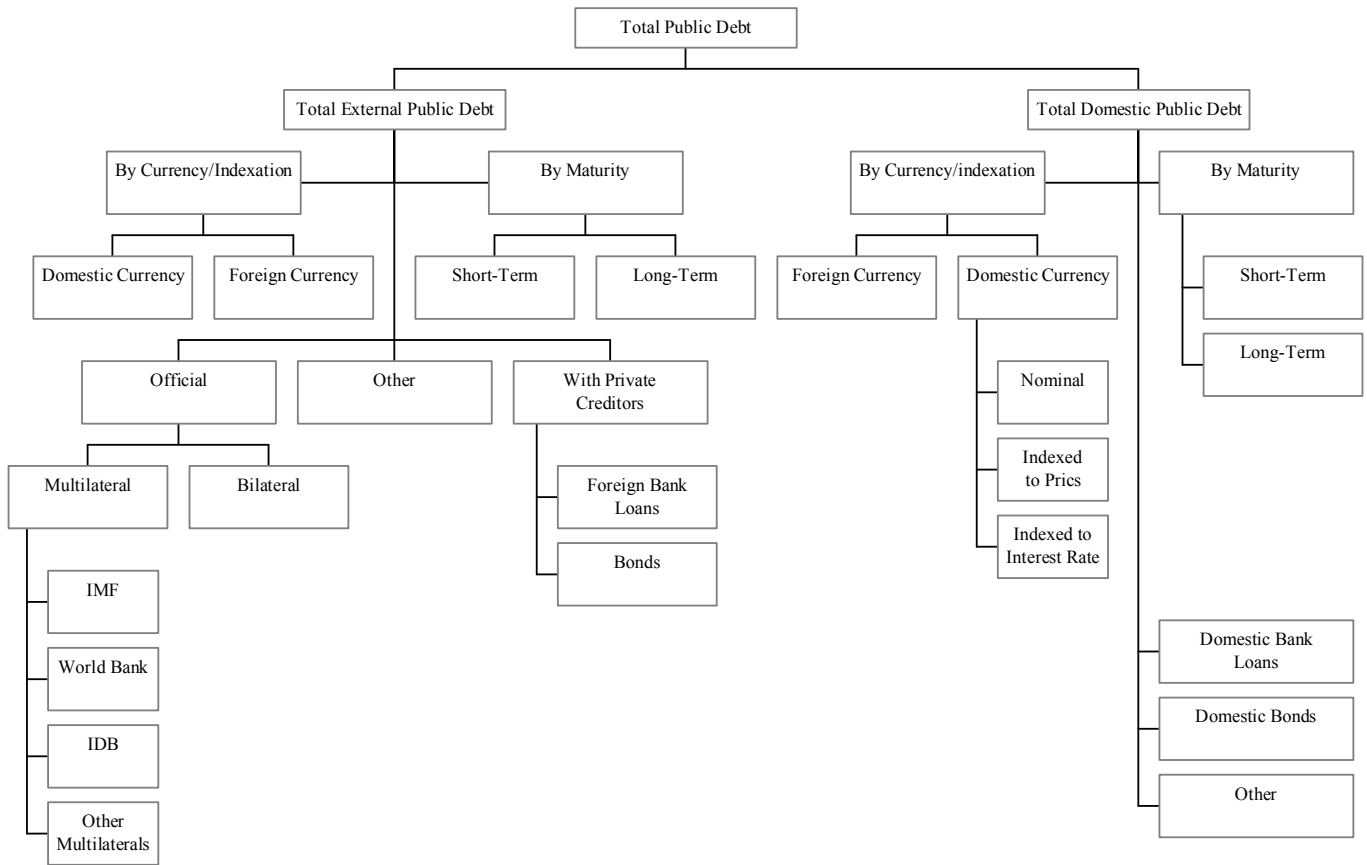 Total Public Debt
Total External Public Debt
Total Domestic Public Debt
By Currency/Indexation
By Maturity
By Currency/indexation
By Maturity
Domestic Currency
Foreign Currency
Short-Term
Long-Term
Foreign Currency
Domestic Currency
Short-Term
Long-Term
Official
Other
With Private
Creditors
Nominal
Indexed
to Prics
Indexed to
Interest Rate
Multilateral
Bilateral
Foreign Bank
Loans
Bonds
IMF
World Bank
IDB
Other
Multilaterals
Domestic Bank
Loans
Domestic Bonds
Other